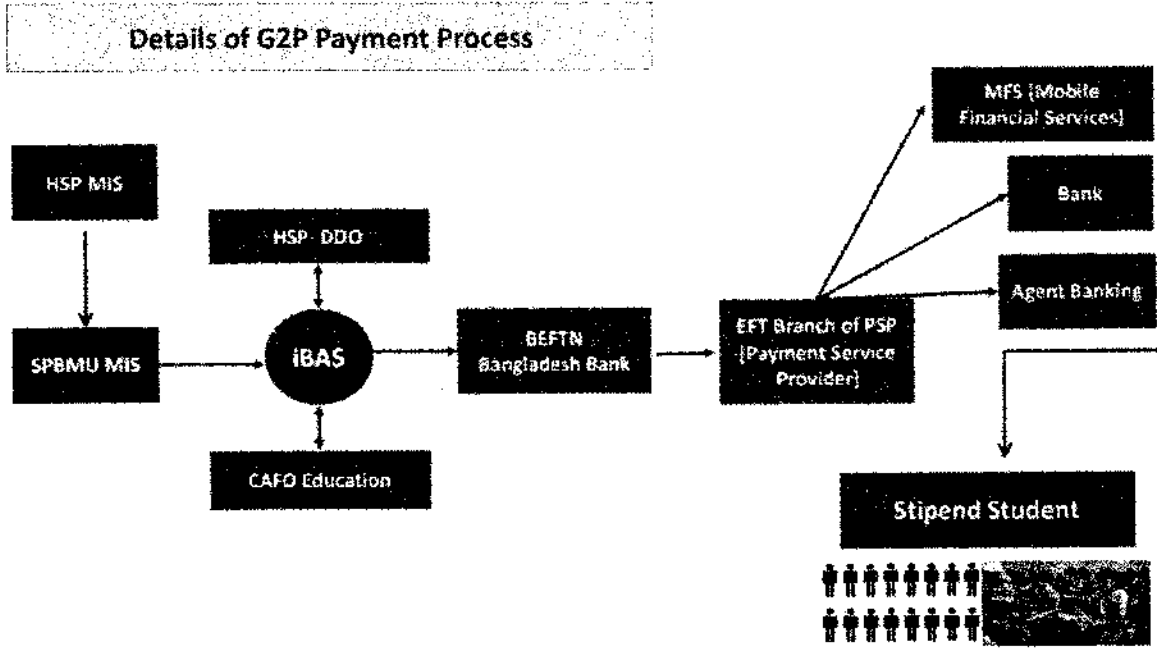 Details of G2P Payment Process
MFS [Mobile
Financial Services]
HSP MIS
Bank
HSP- DDO
Agent Banking
SPBMU MIS
iBAS
BEFTN
Bangladesh Bank
EFT Branch of PSP
[Payment Service
Provider]
CAFO Education
Stipend Student